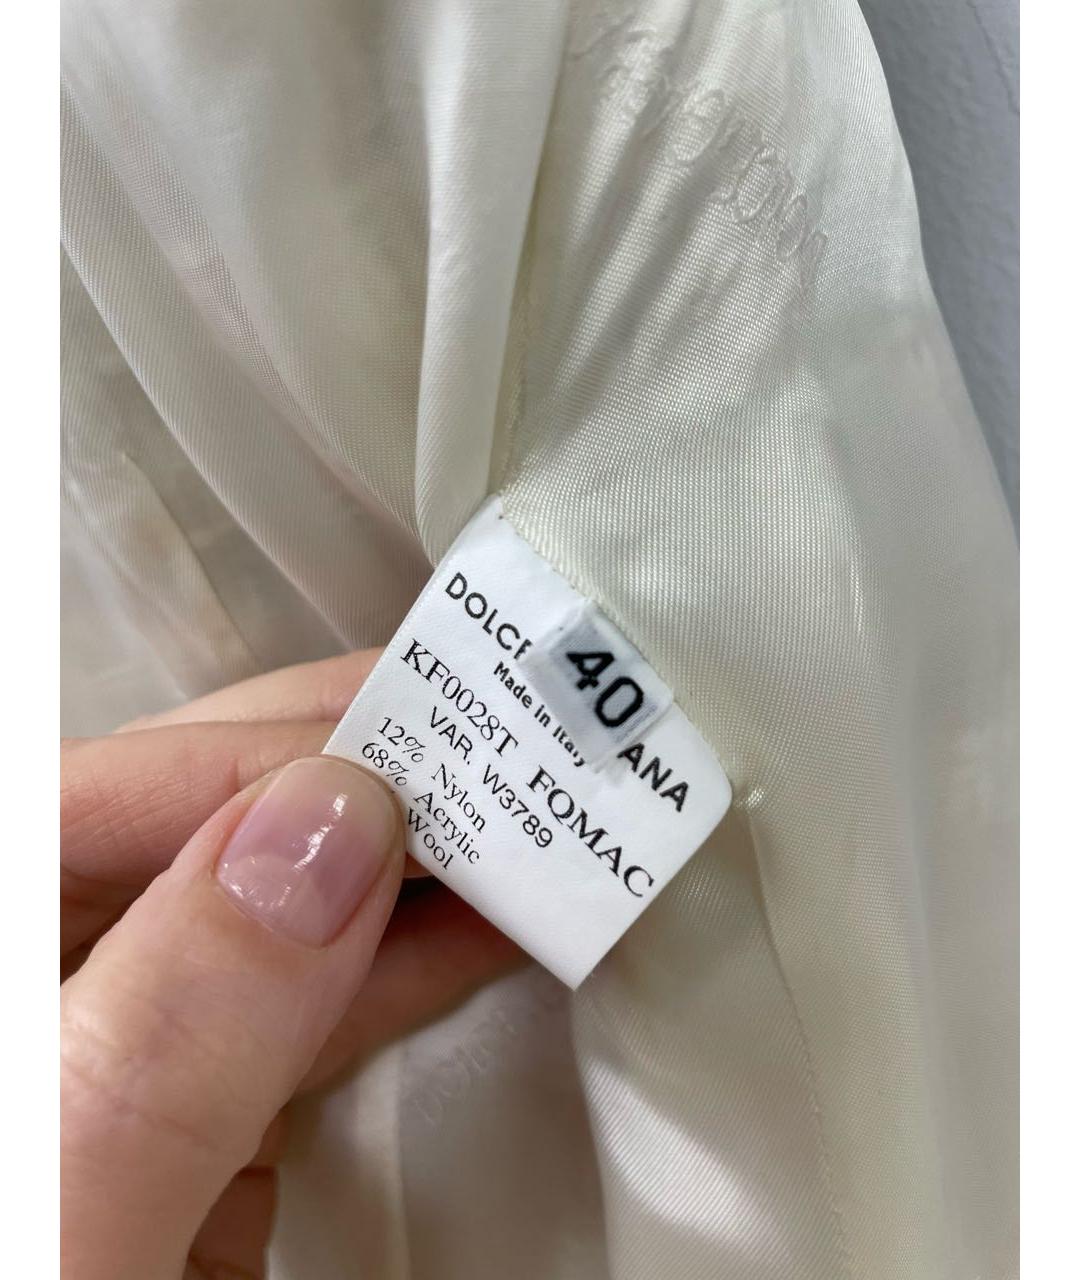 DOLCE ANA
40
Made in Italy
KF0028T FQMAC
VAR. W3789
12% Nylon
68% Acrylic
Wool